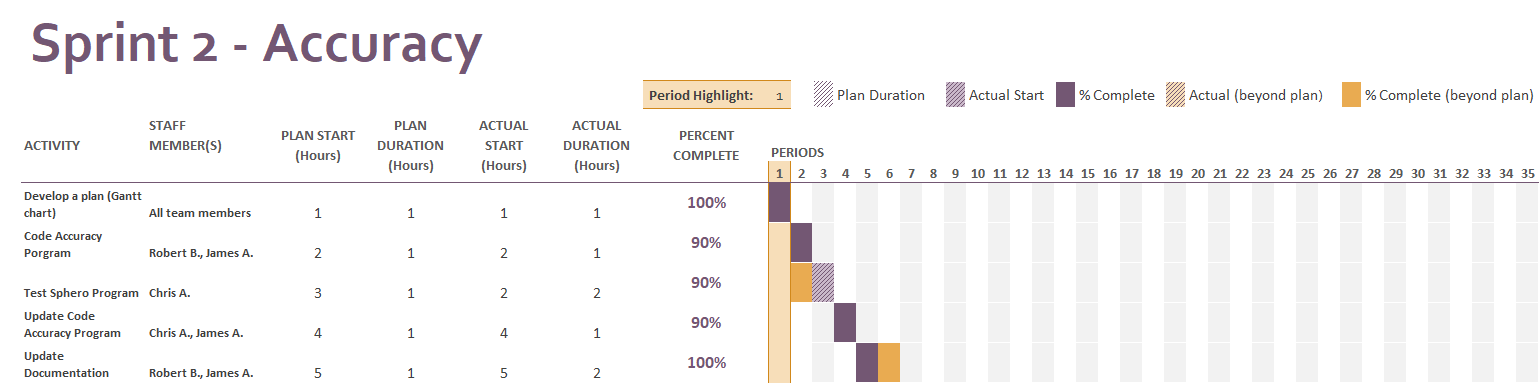 Sprint 2 - Accuracy
Period Highlight: 1 Plan Duration Actual Start % Complete Actual (beyond plan) % Complete (beyond plan)
ACTIVITY STAFF MEMBER(S) PLAN START (Hours) PLAN DURATION (Hours) ACTUAL START (Hours) ACTUAL DURATION (Hours) PERCENT COMPLETE PERIODS
1 2 3 4 5 6 7 8 9 10 11 12 13 14 15 16 17 18 19 20 21 22 23 24 25 26 27 28 29 30 31 32 33 34 35
Develop a plan (Gantt
chart) All team members 1 1 1 1 100%
Code Accuracy
Porgram Robert B., James A. 2 1 2 1 90%
Test Sphero Program Chris A. 3 1 2 2 90%
Update Code
Accuracy Program Chris A., James A. 4 1 4 1 90%
Update
Documentation Robert B., James A. 5 1 5 2 100%